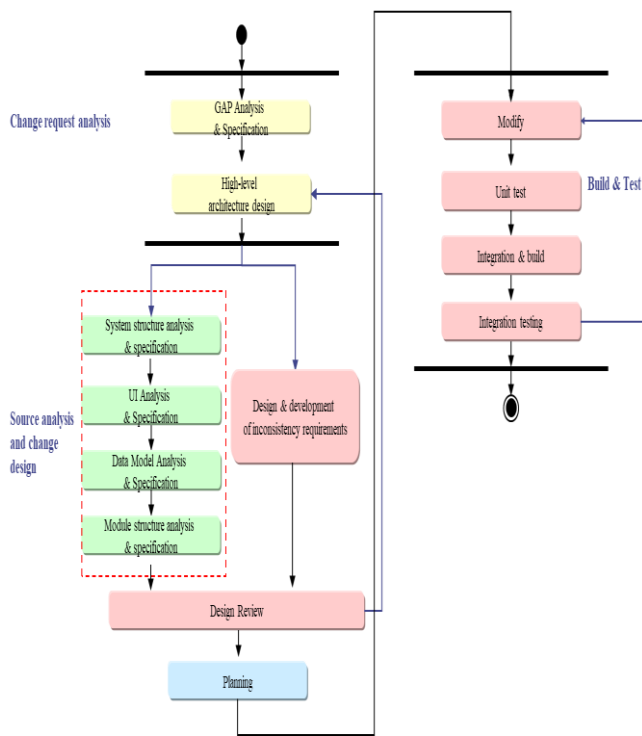 Change request analysis
GAP Analysis
& Specification
High-level
architecture design
System structure analysis
& specification
UI Analysis
& Specification
Source analysis
and change
design
Data Model Analysis
& Specification
Module structure analysis
& specification
Design & development
of inconsistency requirements
Design Review
Planning
Modify
Unit test
Build & Test
Integration & build
Integration testing